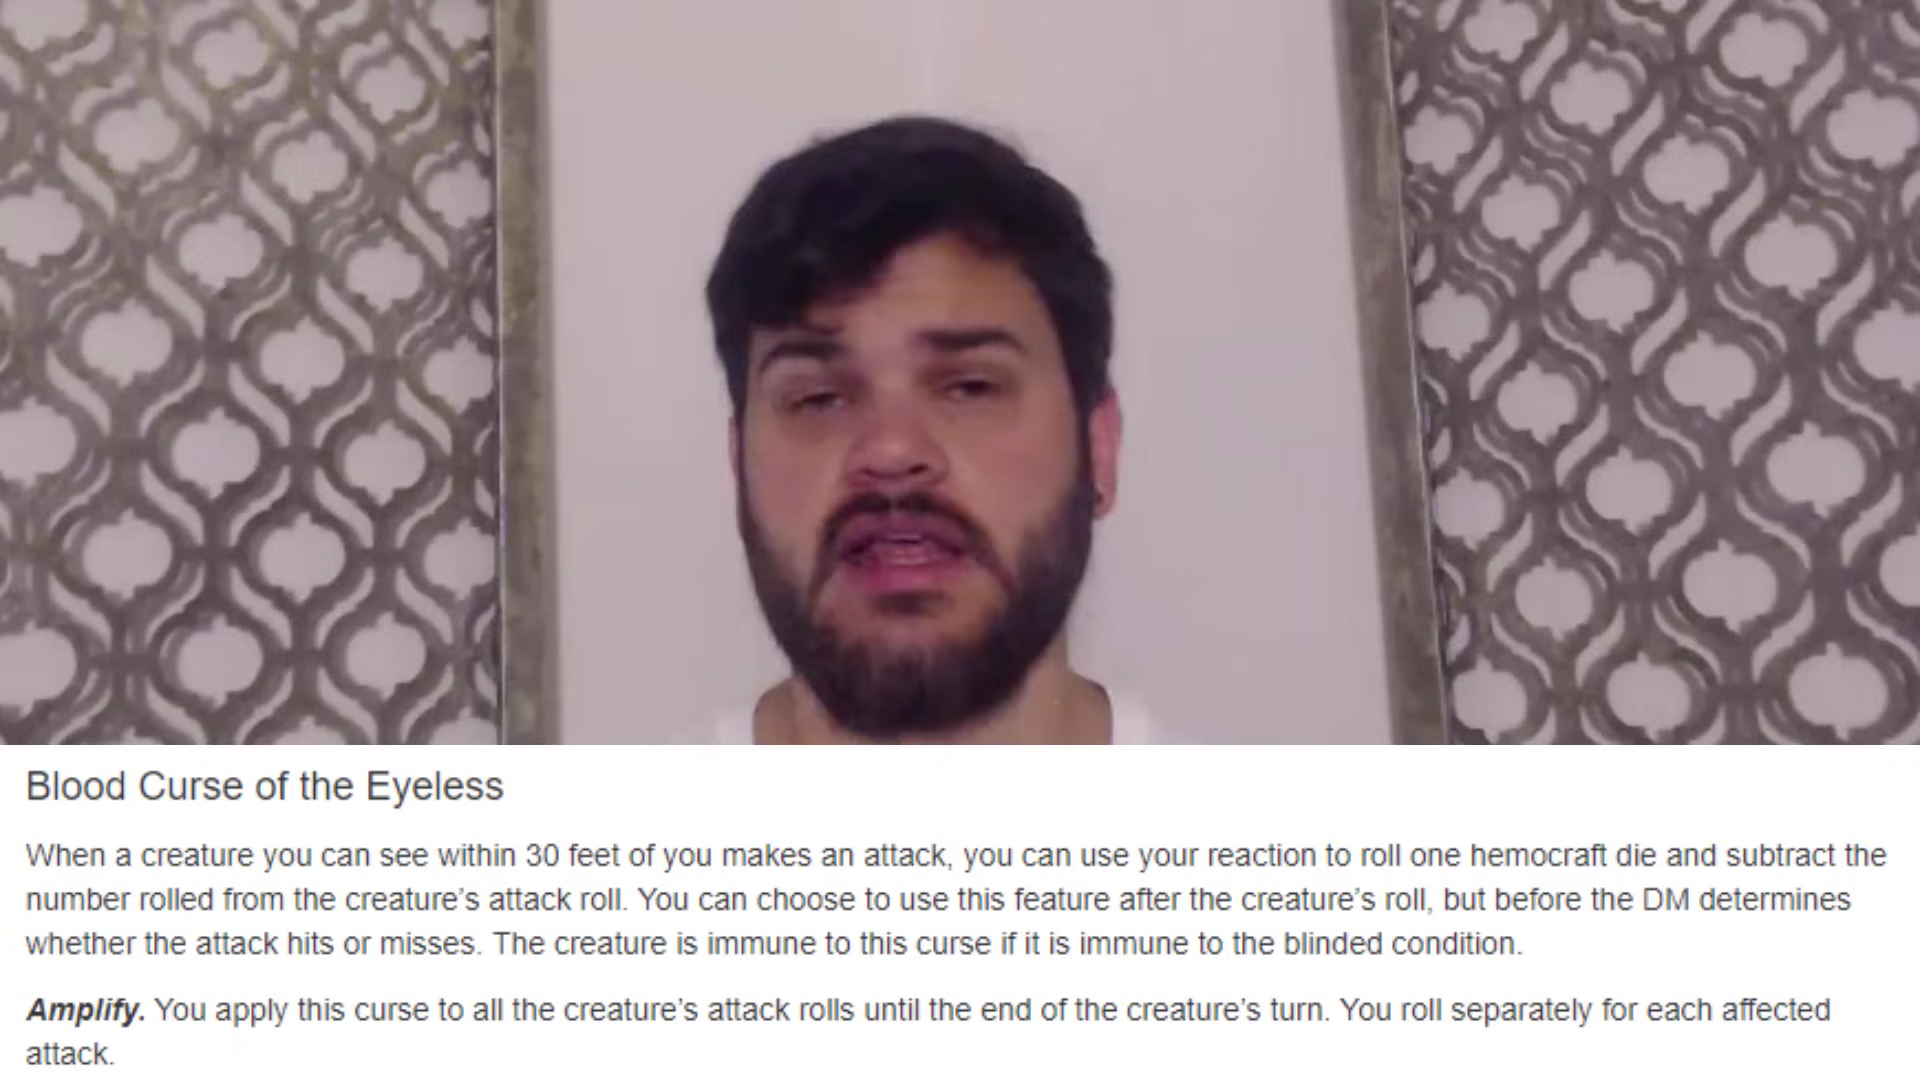 Blood Curse of the Eyeless
When a creature you can see within 30 feet of you makes an attack, you can use your reaction to roll one hemocraft die and subtract the
number rolled from the creature’s attack roll. You can choose to use this feature after the creature’s roll, but before the DM determines
whether the attack hits or misses. The creature is immune to this curse if it is immune to the blinded condition.
Amplify. You apply this curse to all the creature’s attack rolls until the end of the creature’s turn. You roll separately for each affected
attack.